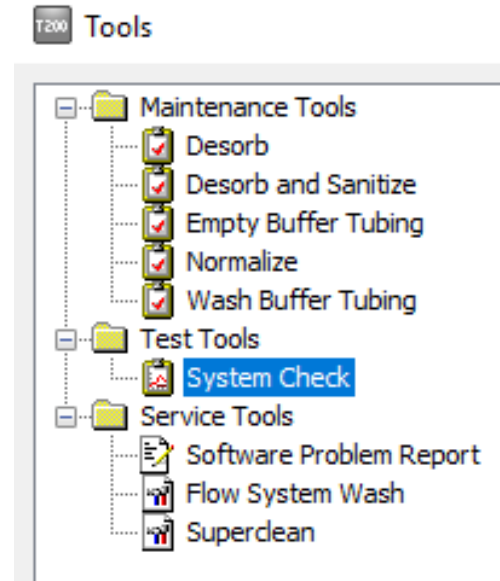 T200 Tools
Maintenance Tools
Desorb
Desorb and Sanitize
Empty Buffer Tubing
Normalize
Wash Buffer Tubing
Test Tools
System Check
Service Tools
Software Problem Report
Flow System Wash
Superclean